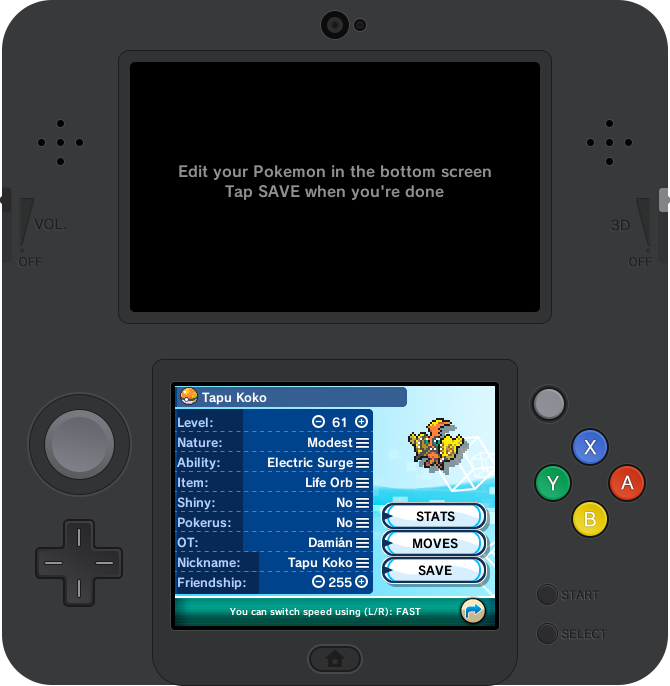 Edit your Pokemon in the bottom screen
Tap SAVE when you're done
VOL.
OFF
3D
OFF
Tapu Koko
Level: 61
Nature: Modest
Ability: Electric Surge
Item: Life Orb
Shiny: No
Pokerus: No
OT: Damián
Nickname: Tapu Koko
Friendship: 255
STATS
MOVES
SAVE
You can switch speed using (L/R): FAST
X
Y A
B
START
SELECT